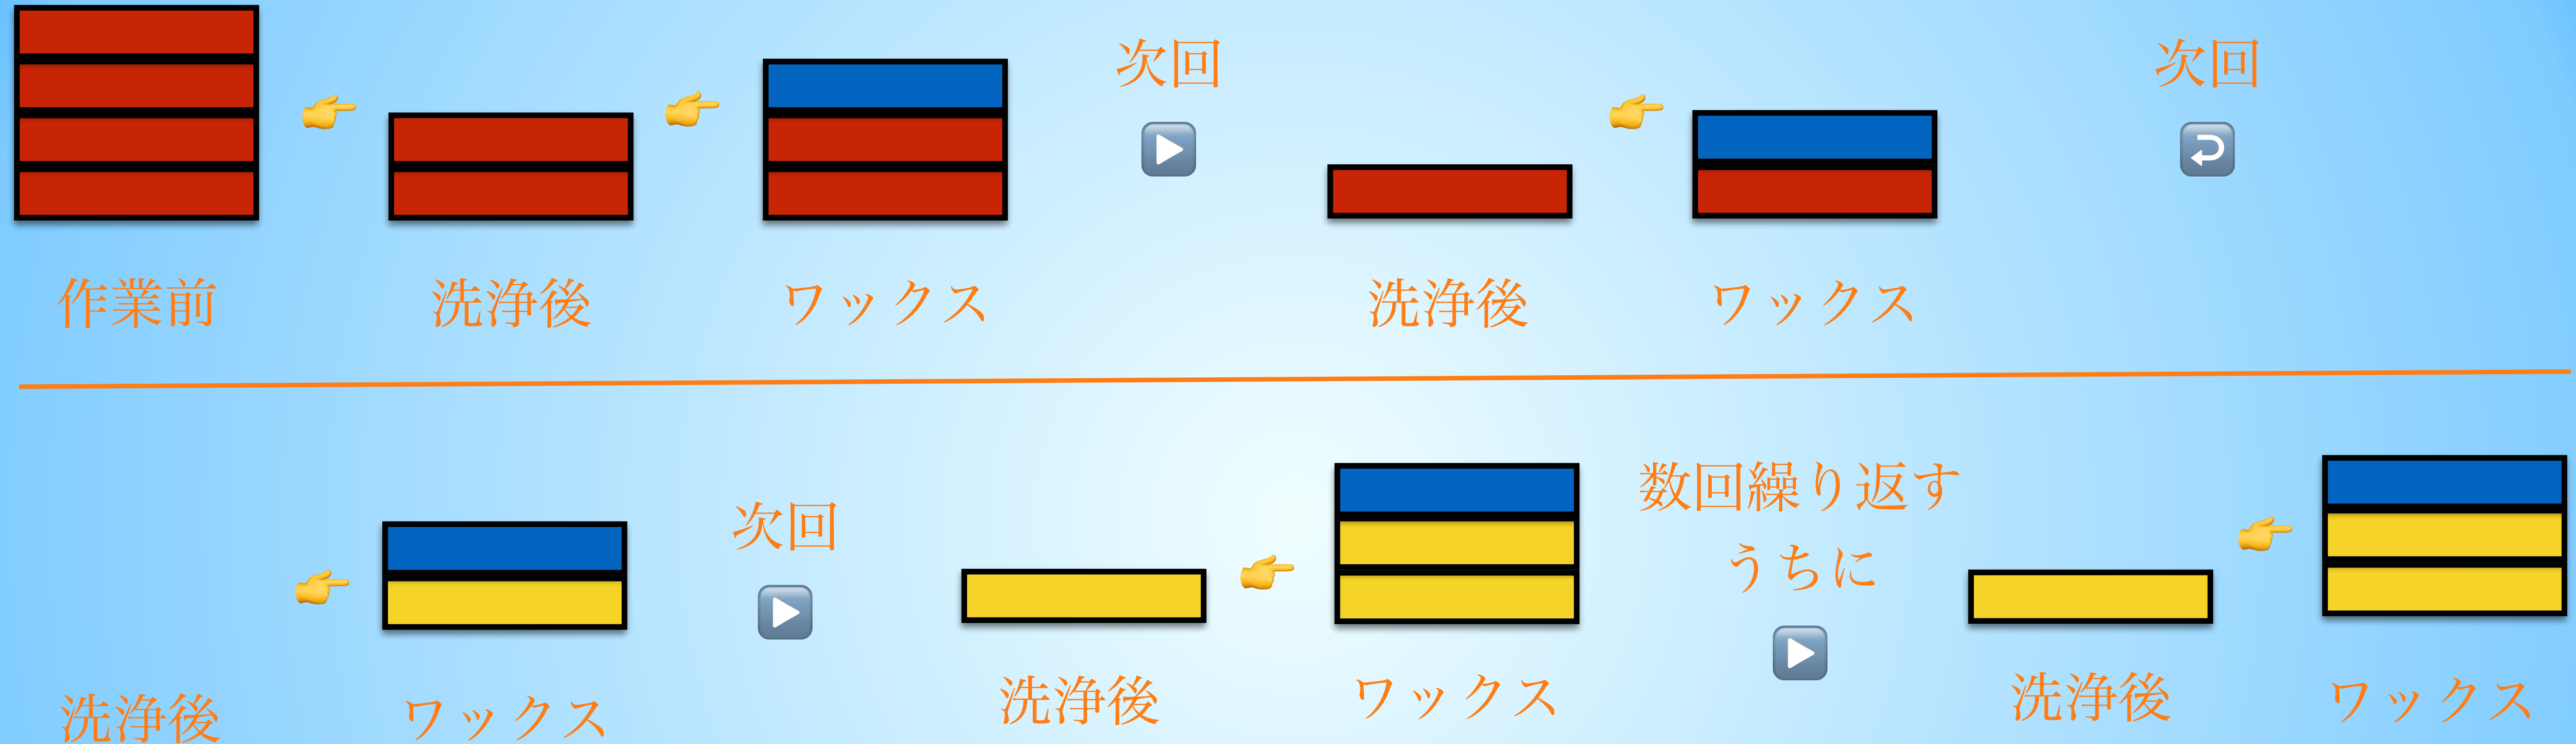 次回
次回
作業前
洗浄後
ワックス
洗浄後
ワックス
次回
数回繰り返す
うちに
洗浄後
ワックス
洗浄後
ワックス
洗浄後
ワックス